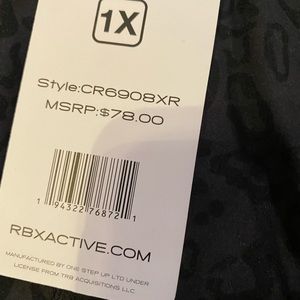 1X
Style:CR6908XR
MSRP:$78.00
1 94322 76872 1
RBXACTIVE.COM
MANUFACTURED BY ONE STEP UP LTD UNDER
LICENSE FROM TRB ACQUISITIONS LLC